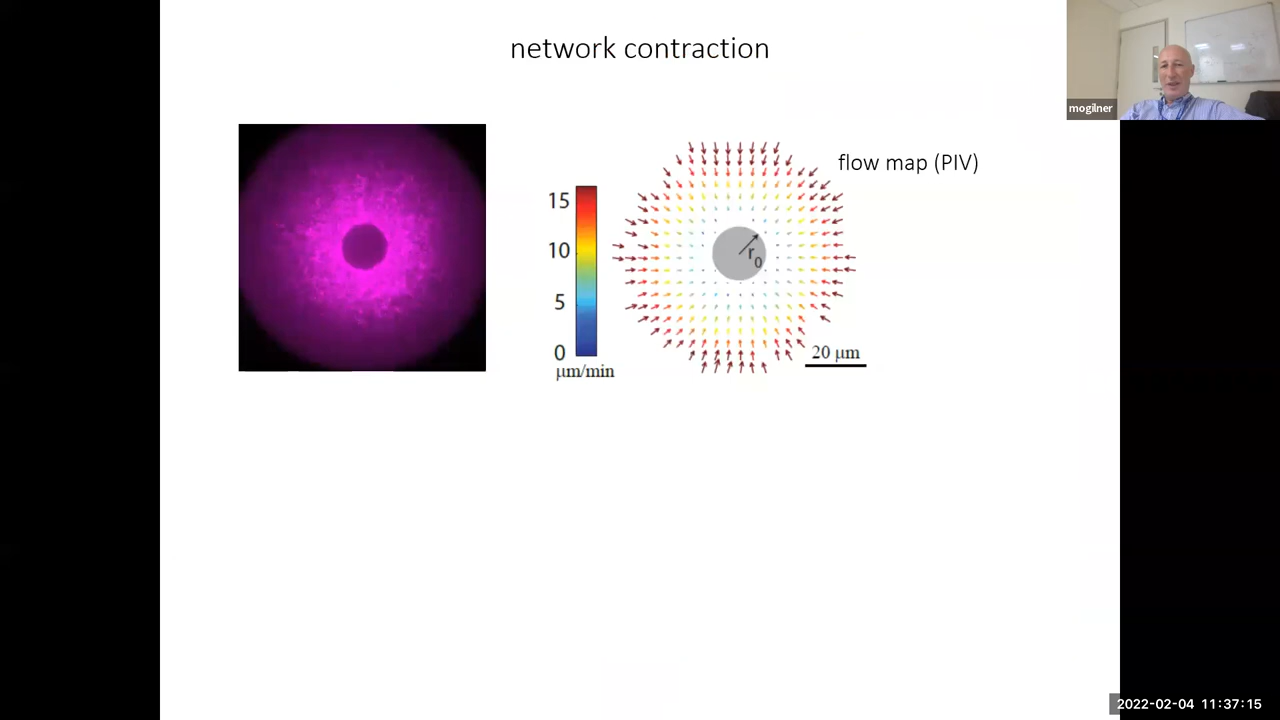 network contraction
mogilner
flow map (PIV)
15
10
5
0
μm/min
r0
20 μm
2022-02-04 11:37:15